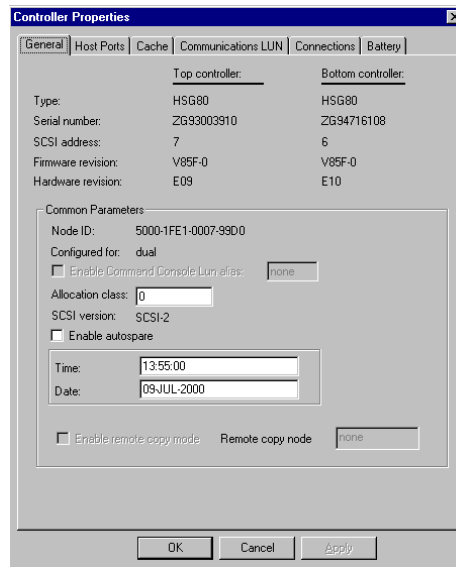 Controller Properties
General Host Ports Cache Communications LUN Connections Battery
Top controller: Bottom controller:
Type: HSG80 HSG80
Serial number: ZG93003910 ZG94716108
SCSI address: 7 6
Firmware revision: V85F-0 V85F-0
Hardware revision: E09 E10
Common Parameters
Node ID: 5000-1FE1-0007-99D0
Configured for: dual
Enable Command Console Lun alias: none
Allocation class: 0
SCSI version: SCSI-2
Enable autospare
Time: 13:55:00
Date: 09-JUL-2000
Enable remote copy mode Remote copy node none
OK Cancel Apply